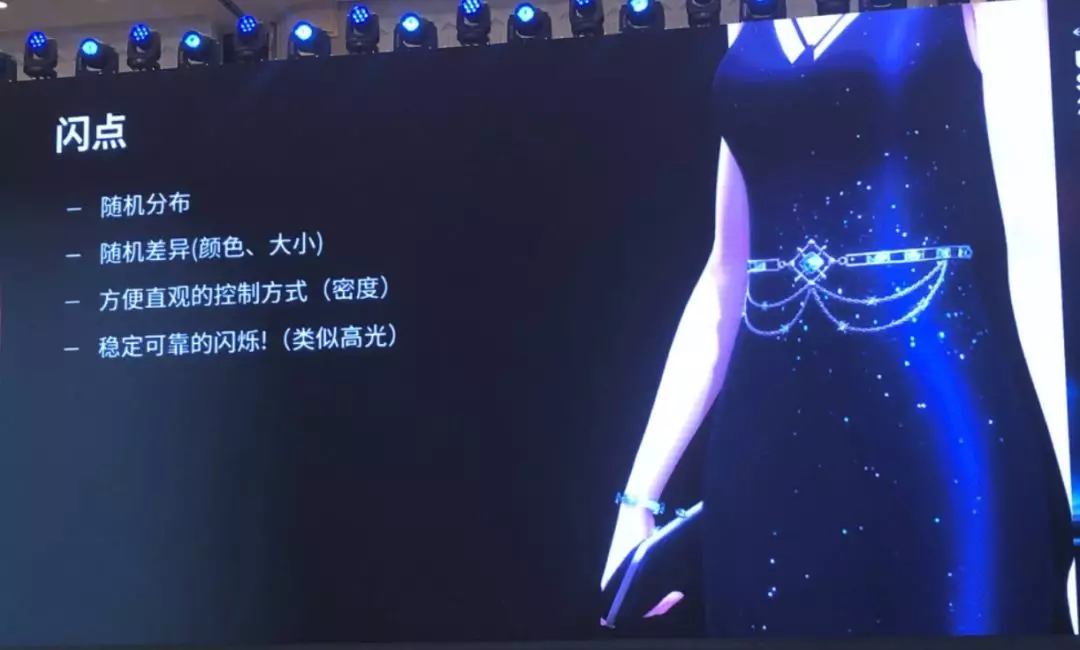 闪点
– 随机分布
– 随机差异(颜色、大小)
– 方便直观的控制方式（密度）
– 稳定可靠的闪烁!（类似高光）